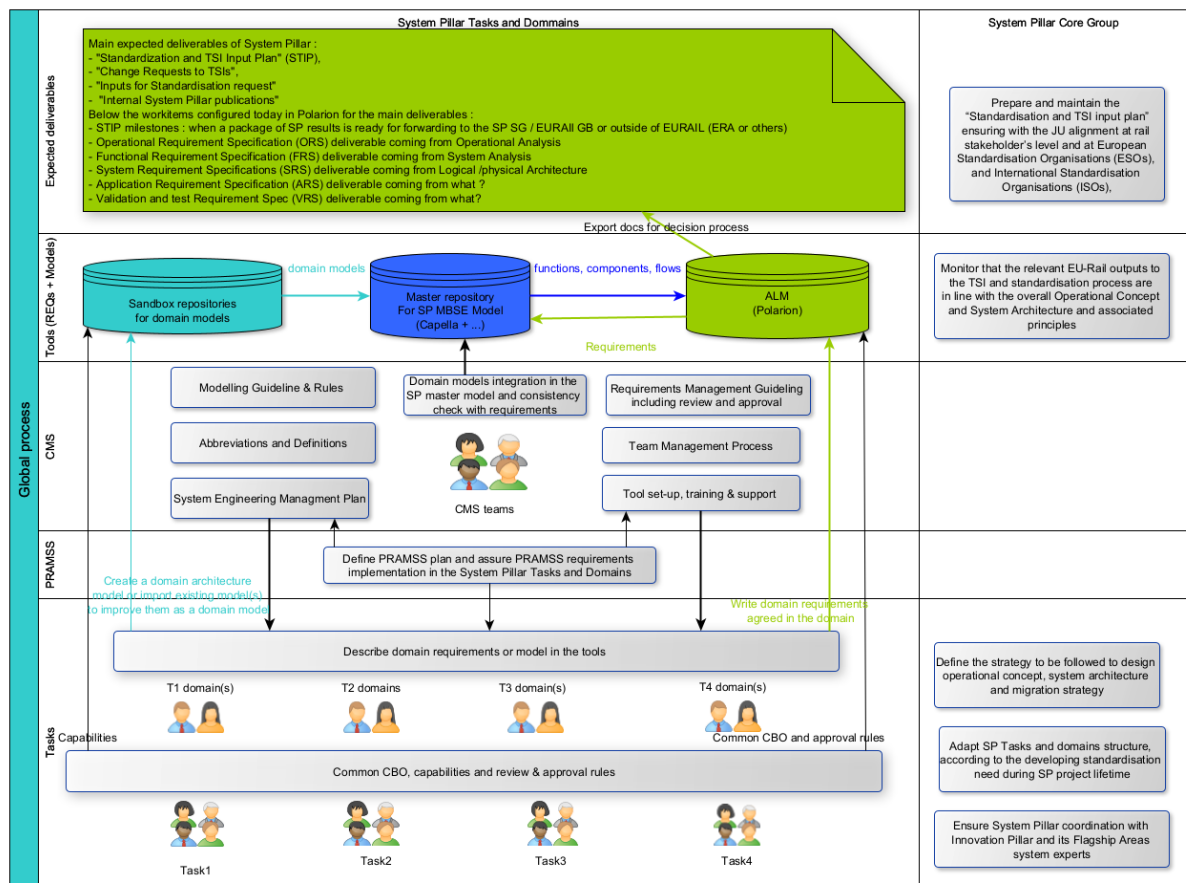 System Pillar Tasks and Dommains
System Pillar Core Group
Global process
Expected deliverables
Main expected deliverables of System Pillar :
- "Standardization and TSI Input Plan" (STIP),
- "Change Requests to TSIs",
- "Inputs for Standardisation request"
- "Internal System Pillar publications"
Below the workitems configured today in Polarion for the main deliverables :
- STIP milestones : when a package of SP results is ready for forwarding to the SP SG / EURAIl GB or outside of EURAIL (ERA or others)
- Operational Requirement Specification (ORS) deliverable coming from Operational Analysis
- Functional Requirement Specification (FRS) deliverable coming from System Analysis
- System Requirement Specifications (SRS) deliverable coming from Logical /physical Architecture
- Application Requirement Specification (ARS) deliverable coming from what ?
- Validation and test Requirement Spec (VRS) deliverable coming from what?
Prepare and maintain the
"Standardisation and TSI input plan"
ensuring with the JU alignment at rail
stakeholder's level and at European
Standardisation Organisations (ESOs),
and International Standardisation
Organisations (ISOs),
Export docs for decision process
Tools (REQs + Models)
Sandbox repositories
for domain models
domain models
Master repository
For SP MBSE Model
(Capella + ...)
functions, components, flows
Requirements
ALM
(Polarion)
Monitor that the relevant EU-Rail outputs to
the TSI and standardisation process are
in line with the overall Operational Concept
and System Architecture and associated
principles
CMS
Modelling Guideline & Rules
Domain models integration in the
SP master model and consistency
check with requirements
Requirements Management Guideling
including review and approval
Abbreviations and Definitions
Team Management Process
System Engineering Managment Plan
CMS teams
Tool set-up, training & support
PRAMSS
Define PRAMSS plan and assure PRAMSS requirements
implementation in the System Pillar Tasks and Domains
Create a domain architecture
model or import existing model(s)
to improve them as a domain model
Write domain requirements
agreed in the domain
Tasks
Describe domain requirements or model in the tools
T1 domain(s)
T2 domains
T3 domain(s)
T4 domain(s)
Capabilities
Common CBO and approval rules
Common CBO, capabilities and review & approval rules
Task1
Task2
Task3
Task4
Define the strategy to be followed to design
operational concept, system architecture
and migration strategy
Adapt SP Tasks and domains structure,
according to the developing standardisation
need during SP project lifetime
Ensure System Pillar coordination with
Innovation Pillar and its Flagship Areas
system experts